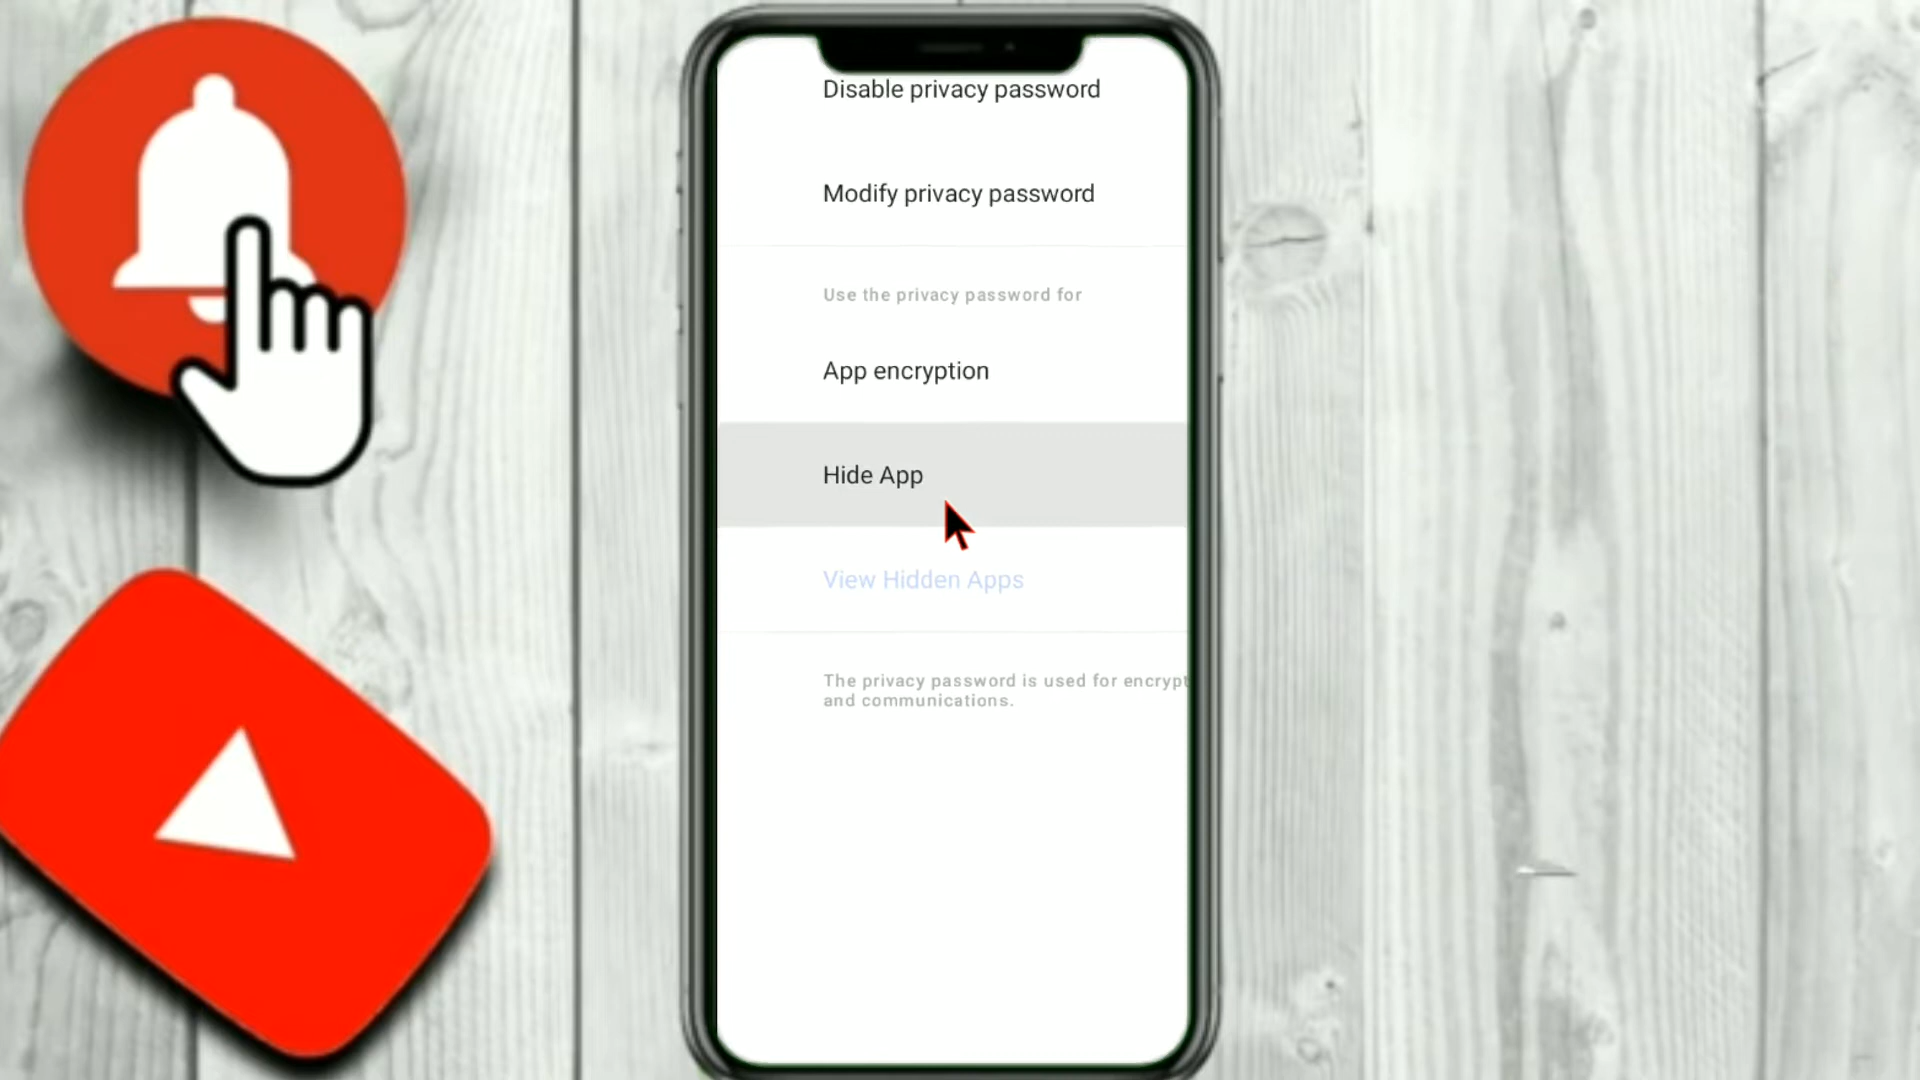 Disable privacy password
Modify privacy password
Use the privacy password for
App encryption
Hide App
View Hidden Apps
The privacy password is used for encrypt
and communications.